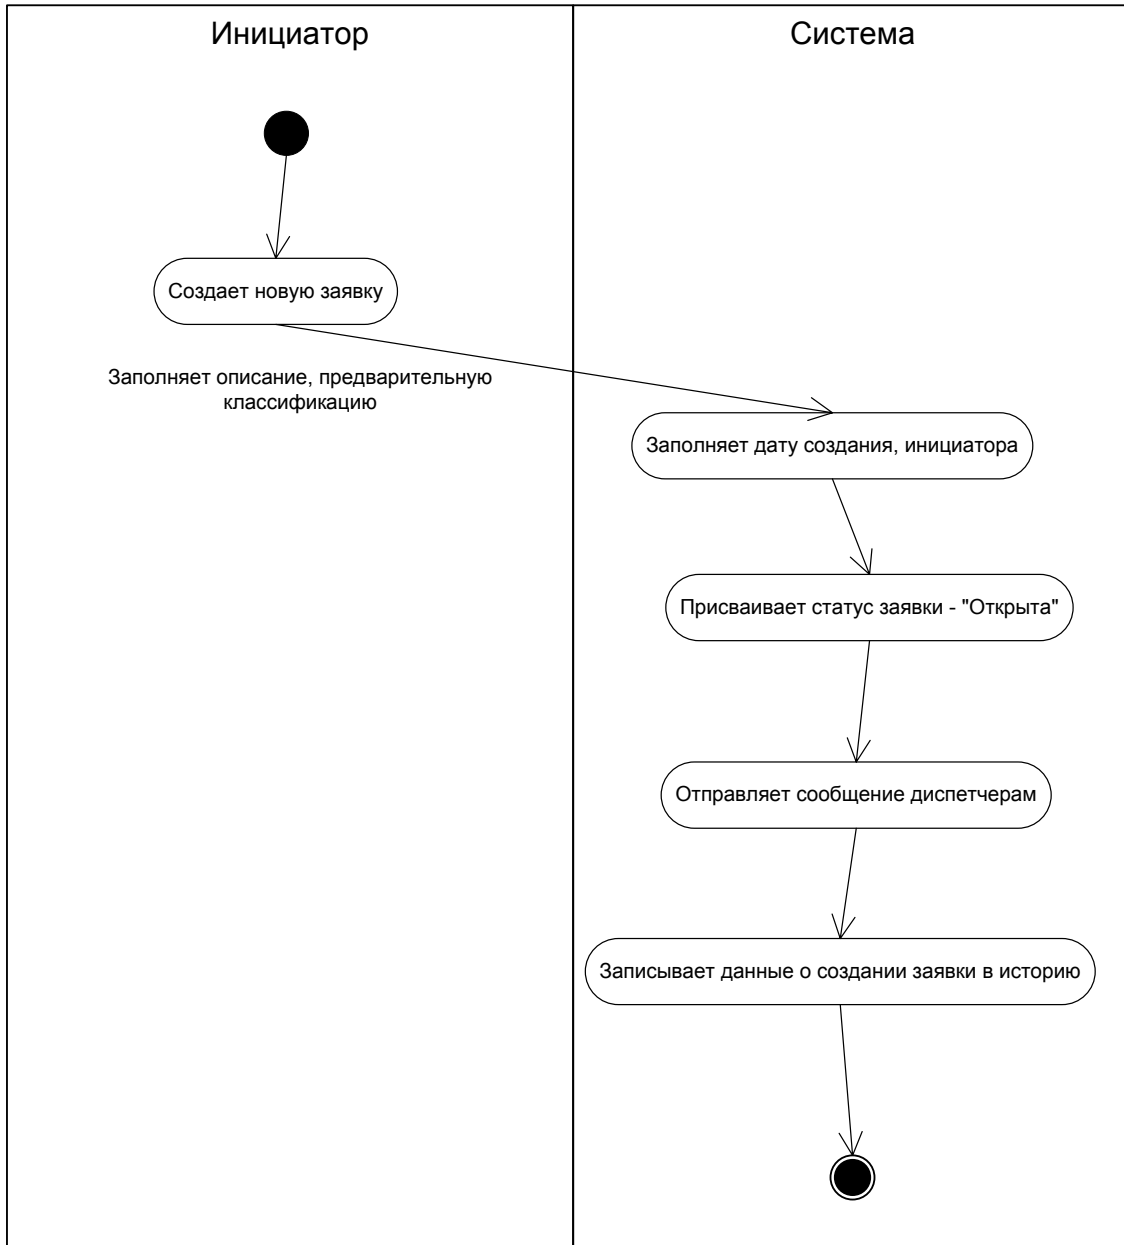 Инициатор
Система
Создает новую заявку
Заполняет описание, предварительную
классификацию
Заполняет дату создания, инициатора
Присваивает статус заявки - "Открыта"
Отправляет сообщение диспетчерам
Записывает данные о создании заявки в историю